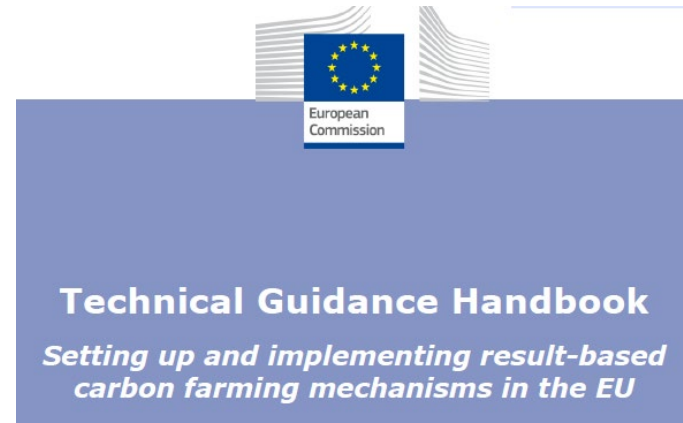 European
Commission
Technical Guidance Handbook
Setting up and implementing result-based
carbon farming mechanisms in the EU